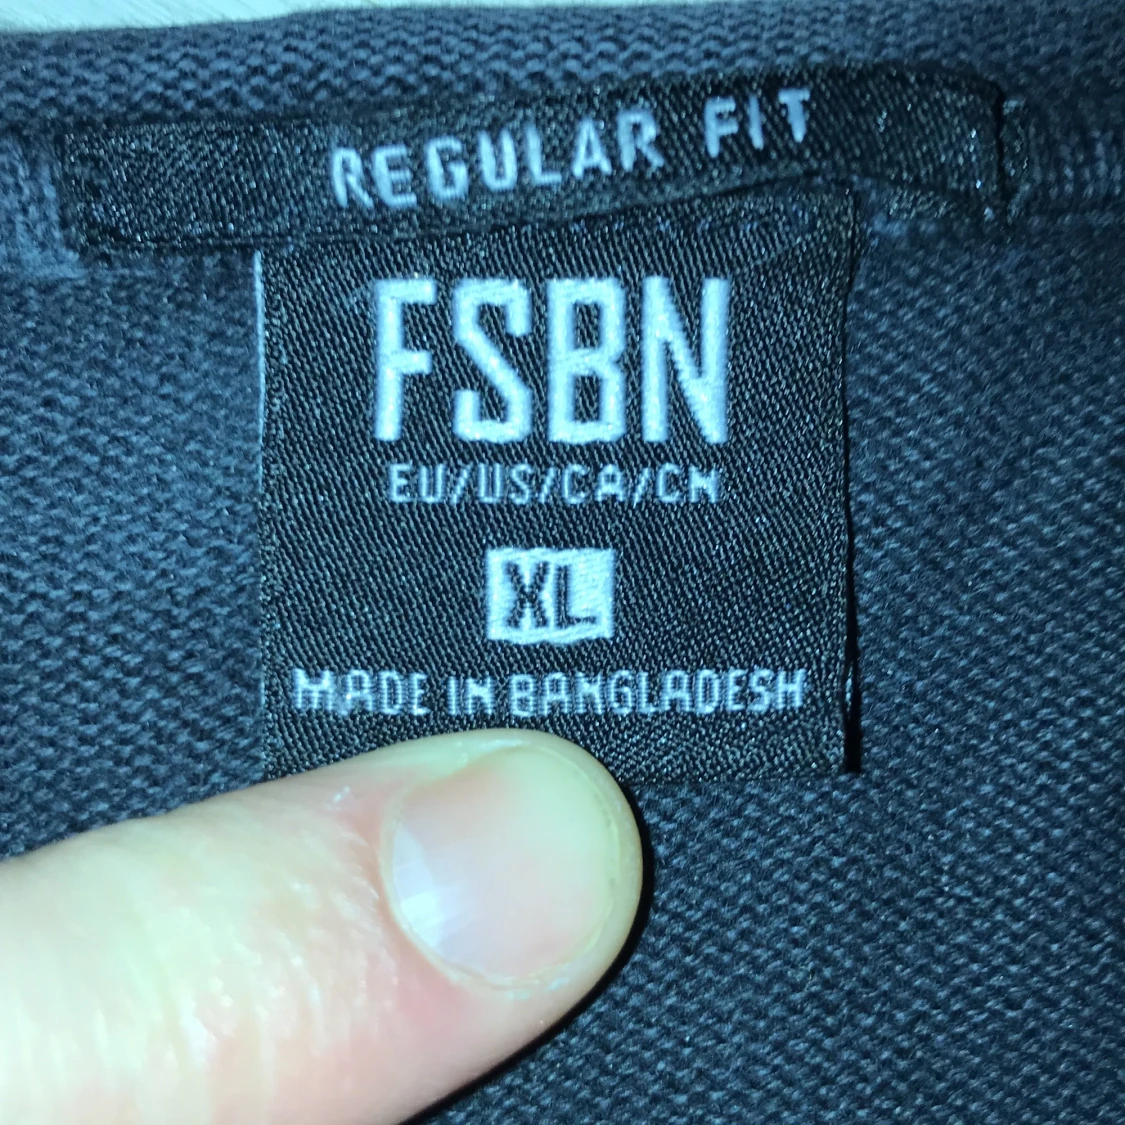 REGULAR FIT
FSBN
EU/US/CA/CN
XL
MADE IN BANGLADESH